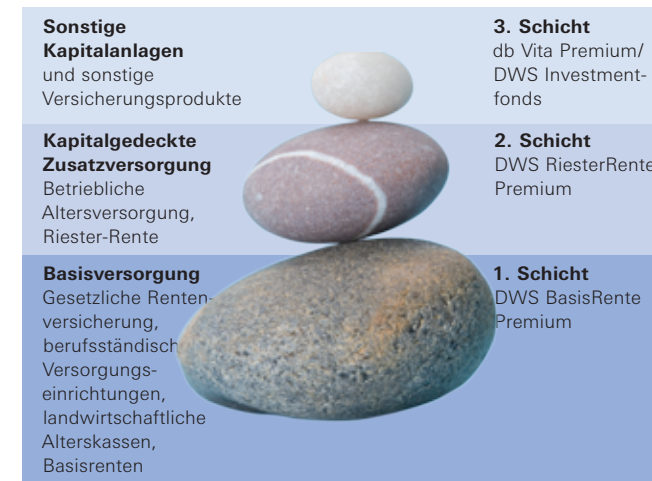 Sonstige
Kapitalanlagen
und sonstige
Versicherungsprodukte
3. Schicht
db Vita Premium/
DWS Investment-
fonds
Kapitalgedeckte
Zusatzversorgung
Betriebliche
Altersversorgung,
Riester-Rente
2. Schicht
DWS RiesterRente
Premium
Basisversorgung
Gesetzliche Renten-
versicherung,
berufsständisch
Versorgungs-
einrichtungen,
landwirtschaftliche
Alterskassen,
Basisrenten
1. Schicht
DWS BasisRente
Premium